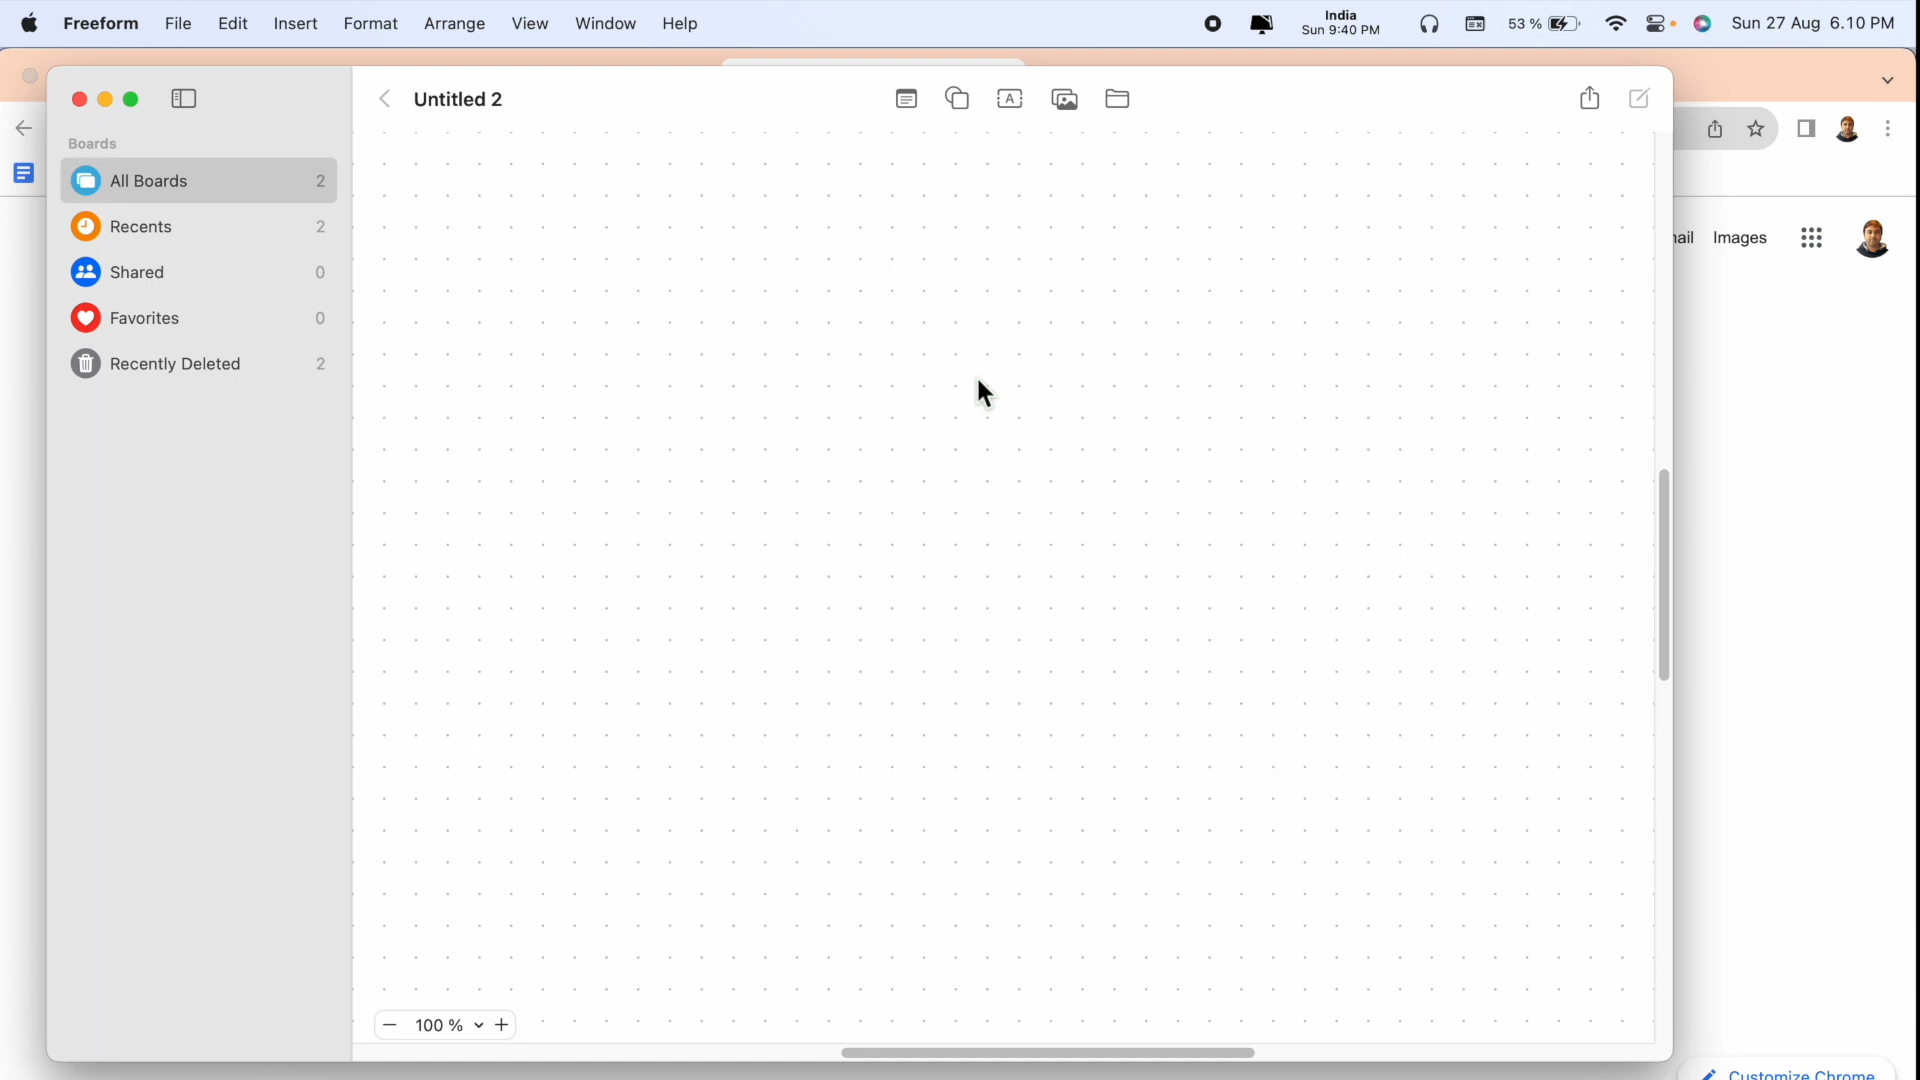 Freeform File Edit Insert Format Arrange View Window Help India Sun 9:40 PM 53 % Sun 27 Aug 6.10 PM
Untitled 2
A
Boards
All Boards 2
Recents 2
Shared 0
Favorites 0
Recently Deleted 2
Images
100 %
Customize Chrome